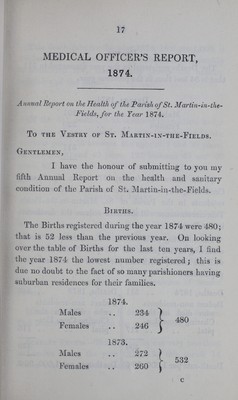 17
MEDICAL OFFICER'S REPORT,
1874.
Annual Report on the Health of the Parish of St. Martin-in-the-
Fields, for the Year 1874.
To the Vestry of St. Martin-in-the-Fields.
Gentlemen,
I have the honour of submitting to you my
fifth Annual Report on the health and sanitary
condition of the Parish of St. Martin-in-the-Fields.
Births.
The Births registered during the year 1874 were 480;
that is 52 less than the previous year. On looking
over the table of Births for the last ten years, I find
the year 1874 the lowest number registered; this is
due no doubt to the fact of so many parishioners having
suburban residences for their families.
1874.
Males .. 234 } 480
Females .. 246
1873.
Males .. 272 } 532
Females .. 260
C